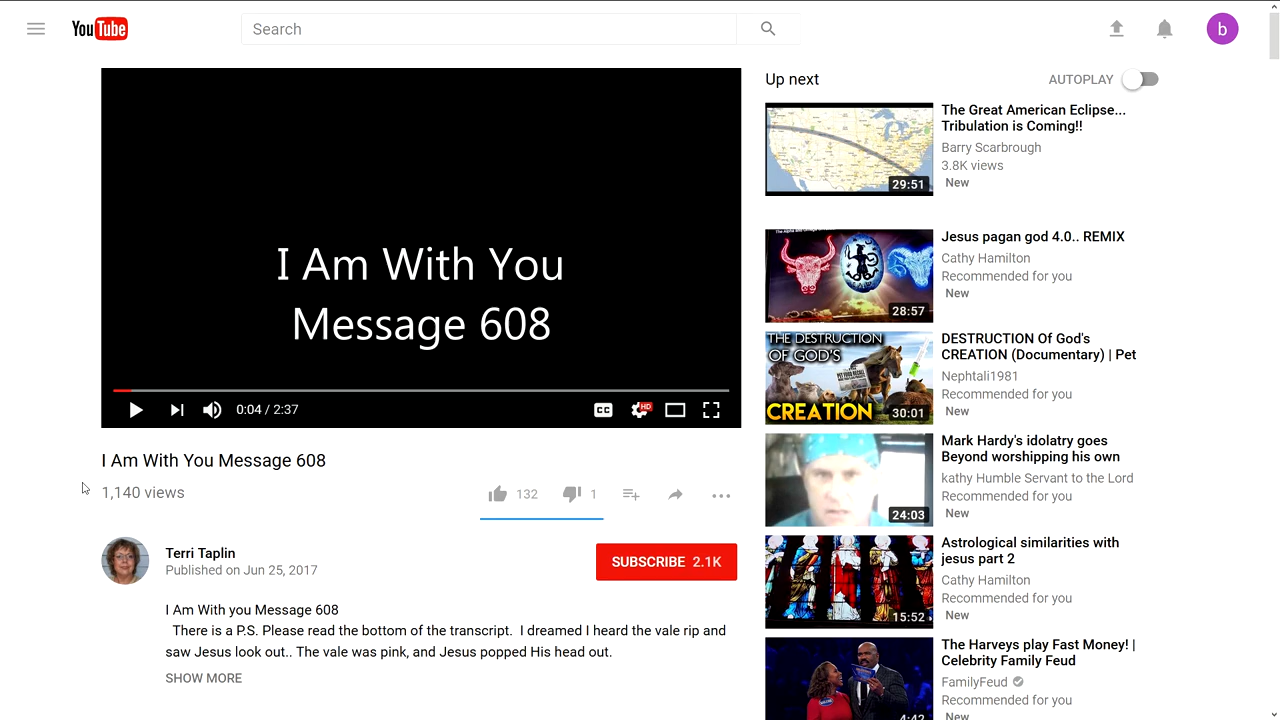 YouTube
Search
b
I Am With You
Message 608
0:04 / 2:37
CC
HD
I Am With You Message 608
1,140 views
132
1
Terri Taplin
Published on Jun 25, 2017
SUBSCRIBE 2.1K
I Am With you Message 608
There is a P.S. Please read the bottom of the transcript. I dreamed I heard the vale rip and
saw Jesus look out.. The vale was pink, and Jesus popped His head out.
SHOW MORE
Up next
AUTOPLAY
29:51
The Great American Eclipse...
Tribulation is Coming!!
Barry Scarbrough
3.8K views
New
28:57
Jesus pagan god 4.0.. REMIX
Cathy Hamilton
Recommended for you
New
THE DESTRUCTION
OF GOD'S
CREATION
30:01
DESTRUCTION Of God's
CREATION (Documentary) | Pet
Nephtali1981
Recommended for you
New
24:03
Mark Hardy's idolatry goes
Beyond worshipping his own
kathy Humble Servant to the Lord
Recommended for you
New
15:52
Astrological similarities with
jesus part 2
Cathy Hamilton
Recommended for you
New
4:42
The Harveys play Fast Money! |
Celebrity Family Feud
FamilyFeud
Recommended for you
New